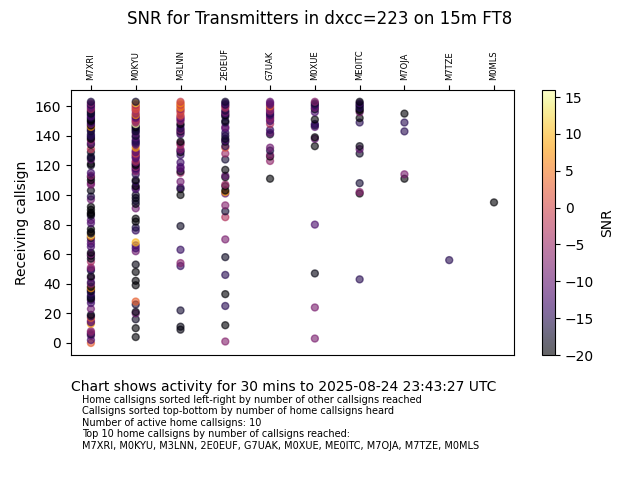 SNR for Transmitters in dxcc=223 on 15m FT8
M7XRI M0KYU M3LNN 2E0EUF G7UAK M0XUE ME0ITC M7OJA M7TZE M0MLS
Receiving callsign
160
140
120
100
80
60
40
20
0
15
10
5
0
−5
−10
−15
−20
SNR
Chart shows activity for 30 mins to 2025-08-24 23:43:27 UTC
Home callsigns sorted left-right by number of other callsigns reached
Callsigns sorted top-bottom by number of home callsigns heard
Number of active home callsigns: 10
Top 10 home callsigns by number of callsigns reached:
M7XRI, M0KYU, M3LNN, 2E0EUF, G7UAK, M0XUE, ME0ITC, M7OJA, M7TZE, M0MLS